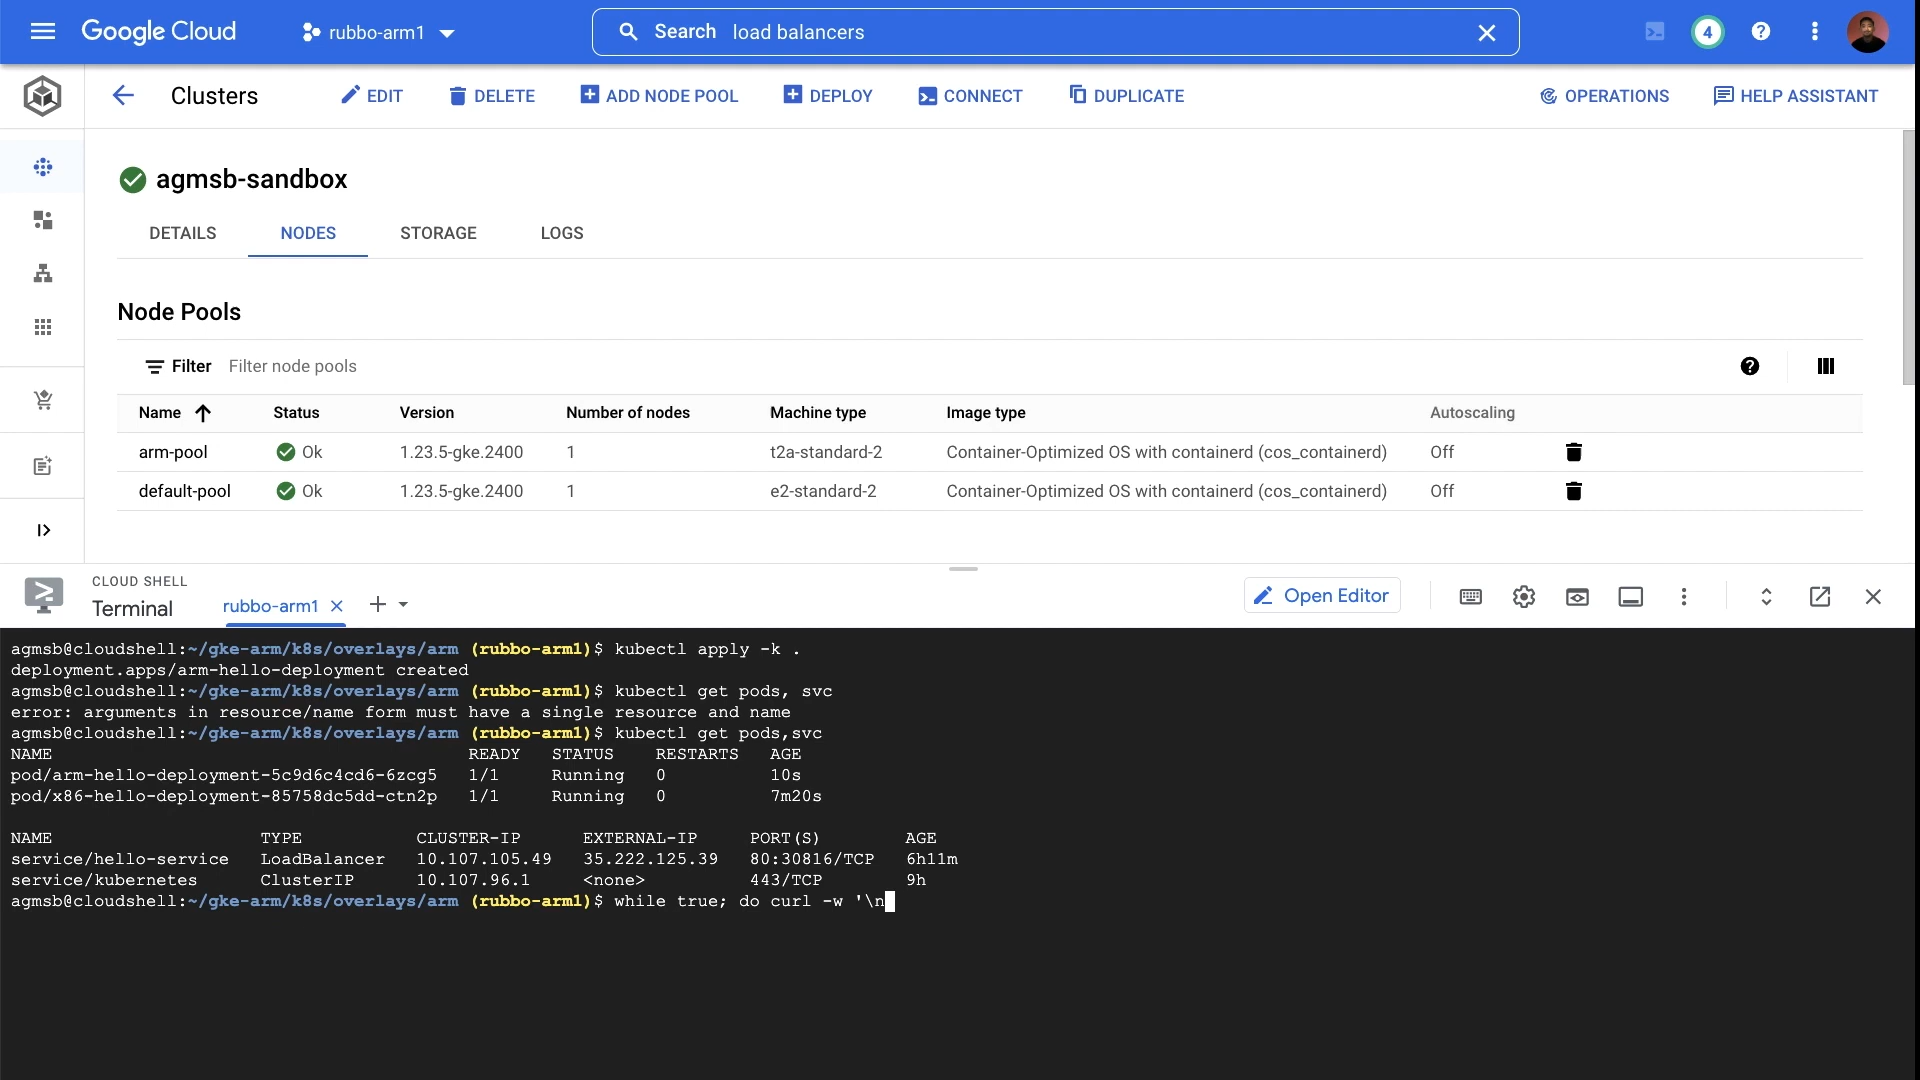 Google Cloud
rubbo-arm1
Search load balancers
4
Clusters
EDIT
DELETE
ADD NODE POOL
DEPLOY
CONNECT
DUPLICATE
OPERATIONS
HELP ASSISTANT
agmsb-sandbox
DETAILS NODES STORAGE LOGS
Node Pools
Filter Filter node pools
Name Status Version Number of nodes Machine type Image type Autoscaling
arm-pool Ok 1.23.5-gke.2400 1 t2a-standard-2 Container-Optimized OS with containerd (cos_containerd) Off
default-pool Ok 1.23.5-gke.2400 1 e2-standard-2 Container-Optimized OS with containerd (cos_containerd) Off
CLOUD SHELL
Terminal
rubbo-arm1
Open Editor
agmsb@cloudshell:~/gke-arm/k8s/overlays/arm (rubbo-arm1)$ kubectl apply -k .
deployment.apps/arm-hello-deployment created
agmsb@cloudshell:~/gke-arm/k8s/overlays/arm (rubbo-arm1)$ kubectl get pods, svc
error: arguments in resource/name form must have a single resource and name
agmsb@cloudshell:~/gke-arm/k8s/overlays/arm (rubbo-arm1)$ kubectl get pods,svc
NAME READY STATUS RESTARTS AGE
pod/arm-hello-deployment-5c9d6c4cd6-6zcg5 1/1 Running 0 10s
pod/x86-hello-deployment-85758dc5dd-ctn2p 1/1 Running 0 7m20s
NAME TYPE CLUSTER-IP EXTERNAL-IP PORT(S) AGE
service/hello-service LoadBalancer 10.107.105.49 35.222.125.39 80:30816/TCP 6h11m
service/kubernetes ClusterIP 10.107.96.1 <none> 443/TCP 9h
agmsb@cloudshell:~/gke-arm/k8s/overlays/arm (rubbo-arm1)$ while true; do curl -w '\n